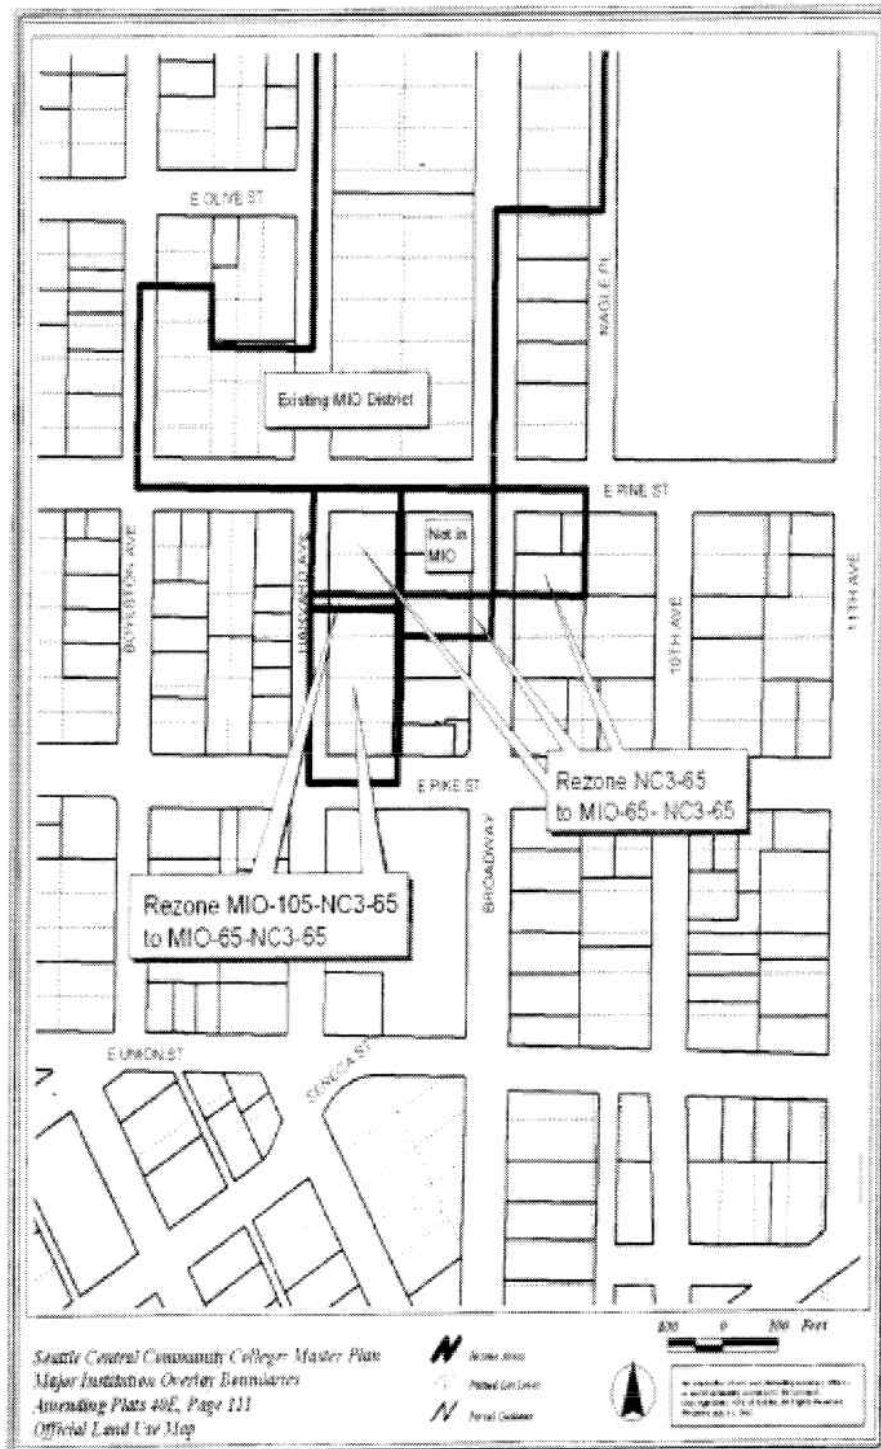 E OLIVE ST
NAGLE PL
Existing MIO District
E PINE ST
Not in
MIO
BOYLSTON AVE
HARVARD AVE
10TH AVE
11TH AVE
Rezone NC3-65
to MIO-65- NC3-65
E PIKE ST
BROADWAY
Rezone MIO-105-NC3-65
to MIO-65-NC3-65
E UNION ST
SENECA ST
Seattle Central Community College Master Plan
Major Institution Overlay Boundaries
Amending Plats 40E, Page 111
Official Land Use Map
0
Feet